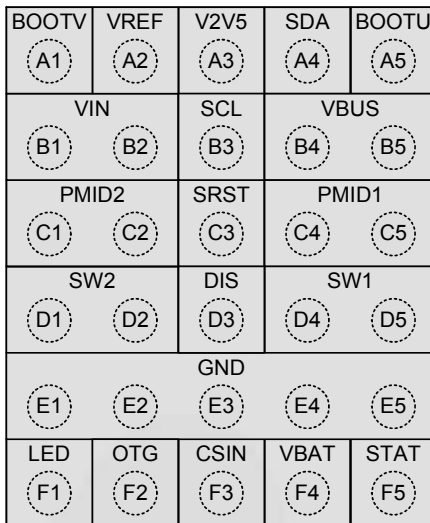 BOOTV VREF V2V5 SDA BOOTU
A1 A2 A3 A4 A5
VIN SCL VBUS
B1 B2 B3 B4 B5
PMID2 SRST PMID1
C1 C2 C3 C4 C5
SW2 DIS SW1
D1 D2 D3 D4 D5
GND
E1 E2 E3 E4 E5
LED OTG CSIN VBAT STAT
F1 F2 F3 F4 F5